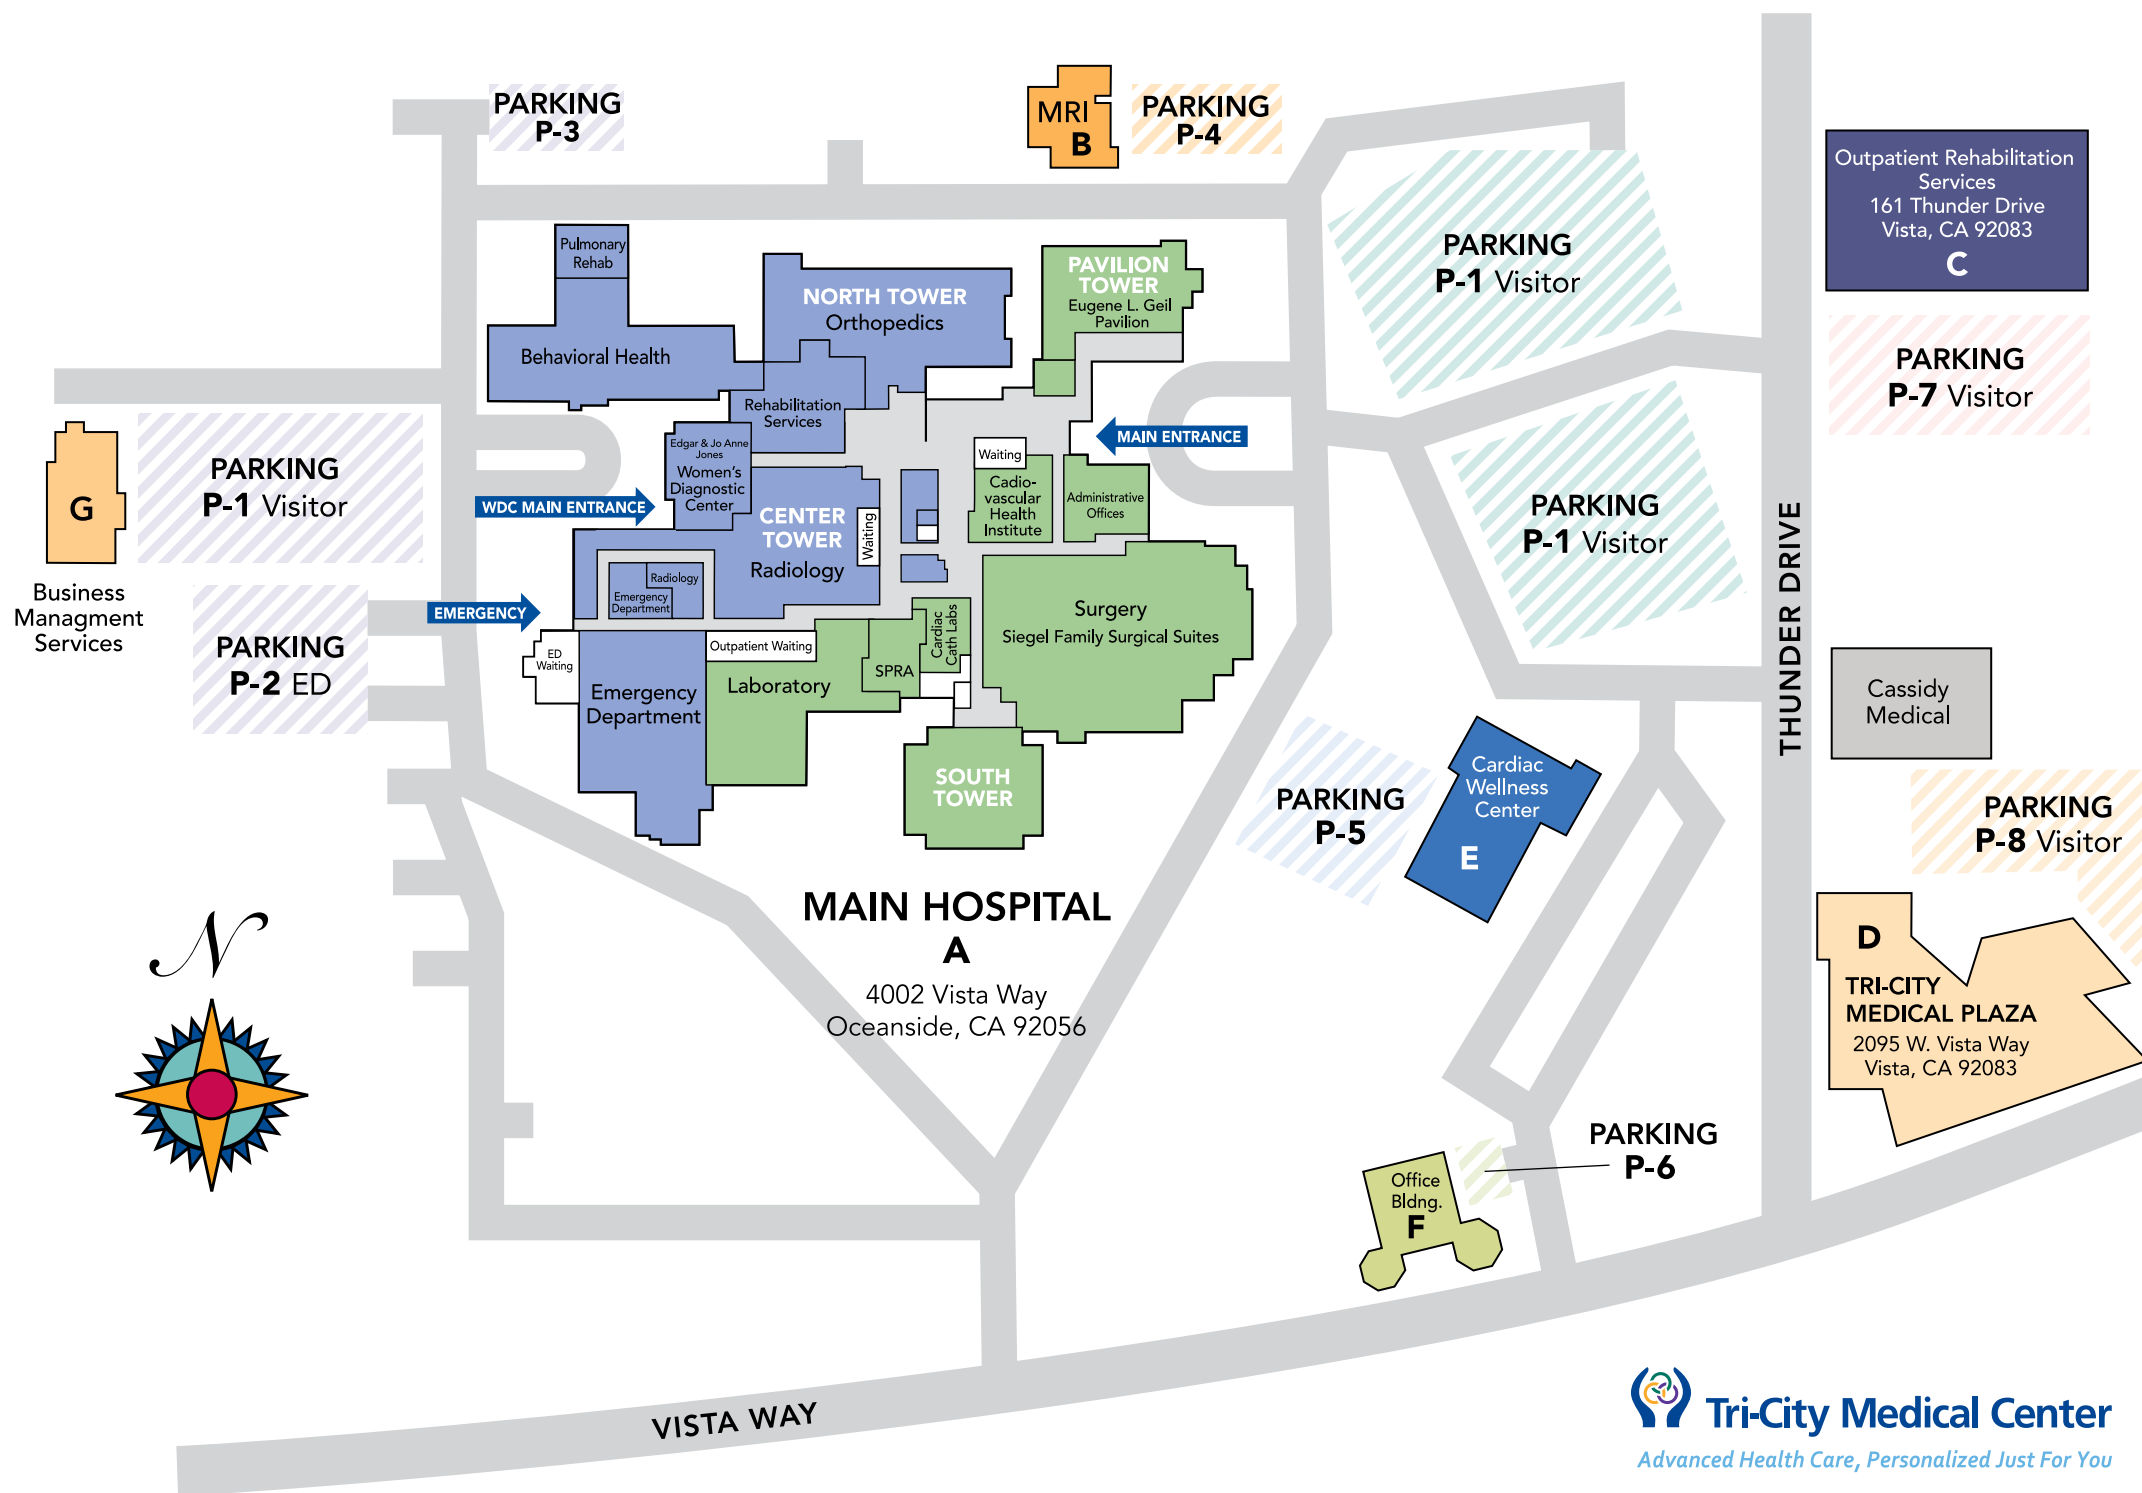 PARKING
P-3
MRI
B
PARKING
P-4
Outpatient Rehabilitation
Services
161 Thunder Drive
Vista, CA 92083
C
PARKING
P-1 Visitor
PARKING
P-7 Visitor
PARKING
P-1 Visitor
THUNDER DRIVE
Pulmonary
Rehab
Behavioral Health
NORTH TOWER
Orthopedics
PAVILION
TOWER
Eugene L. Geil
Pavilion
Rehabilitation
Services
Edgar & Jo Anne
Jones
Women's
Diagnostic
Center
WDC MAIN ENTRANCE
MAIN ENTRANCE
Waiting
Cadio-
vascular
Health
Institute
Administrative
Offices
CENTER
TOWER
Radiology
Waiting
Radiology
Emergency
Department
EMERGENCY
ED
Waiting
Outpatient Waiting
Emergency
Department
Laboratory
SPRA
Cardiac
Cath Labs
Surgery
Siegel Family Surgical Suites
SOUTH
TOWER
G
Business
Managment
Services
PARKING
P-1 Visitor
PARKING
P-2 ED
MAIN HOSPITAL
A
4002 Vista Way
Oceanside, CA 92056
PARKING
P-5
Cardiac
Wellness
Center
E
Cassidy
Medical
PARKING
P-8 Visitor
D
TRI-CITY
MEDICAL PLAZA
2095 W. Vista Way
Vista, CA 92083
N
PARKING
P-6
Office
Bldng.
F
VISTA WAY
Tri-City Medical Center
Advanced Health Care, Personalized Just For You